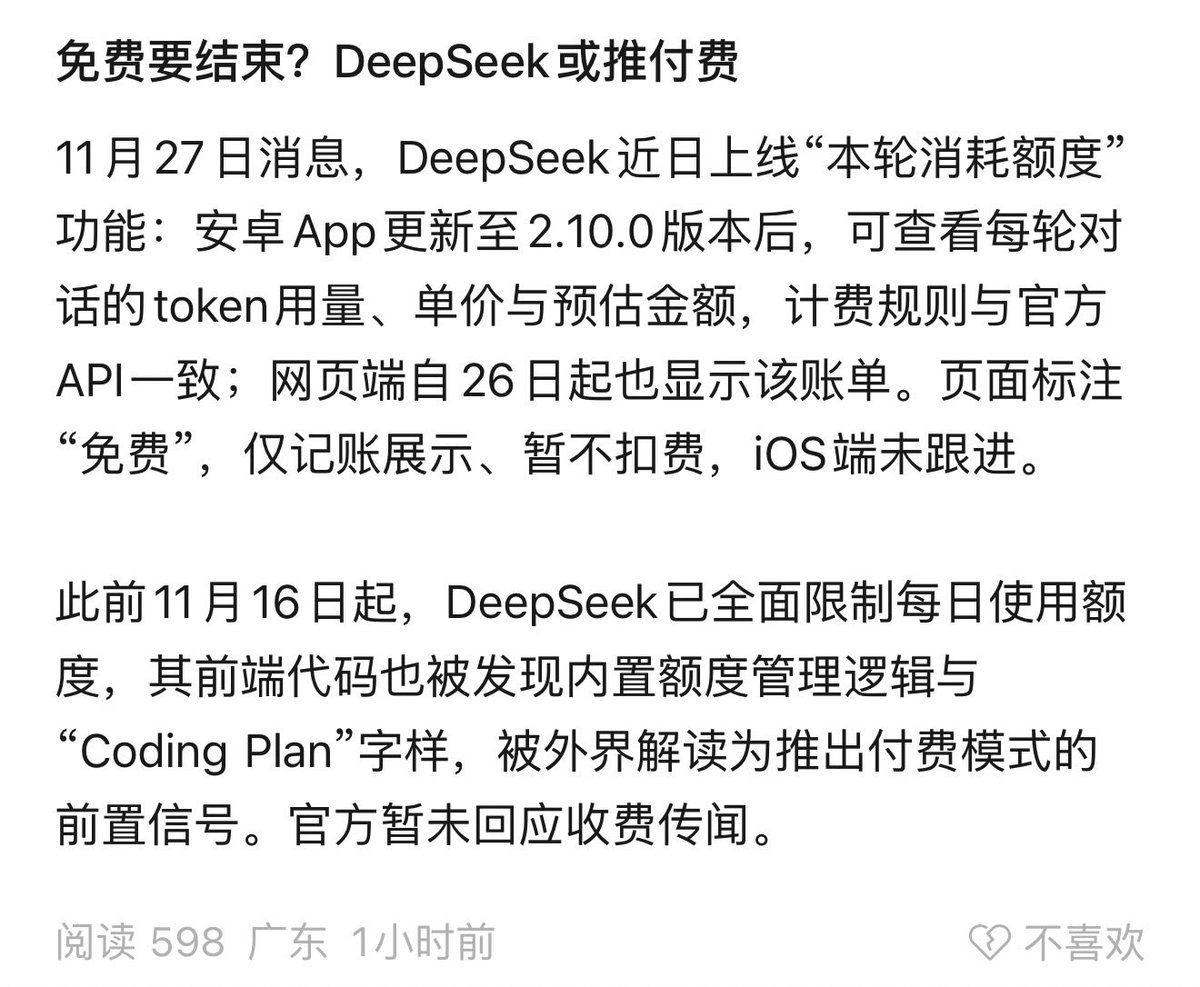 免费要结束？DeepSeek或推付费
11月27日消息，DeepSeek近日上线“本轮消耗额度”
功能：安卓App更新至2.10.0版本后，可查看每轮对
话的token用量、单价与预估金额，计费规则与官方
API一致；网页端自26日起也显示该账单。页面标注
“免费”，仅记账展示、暂不扣费，iOS端未跟进。
此前11月16日起，DeepSeek已全面限制每日使用额
度，其前端代码也被发现内置额度管理逻辑与
“Coding Plan”字样，被外界解读为推出付费模式的
前置信号。官方暂未回应收费传闻。
阅读 598 广东 1小时前 不喜欢